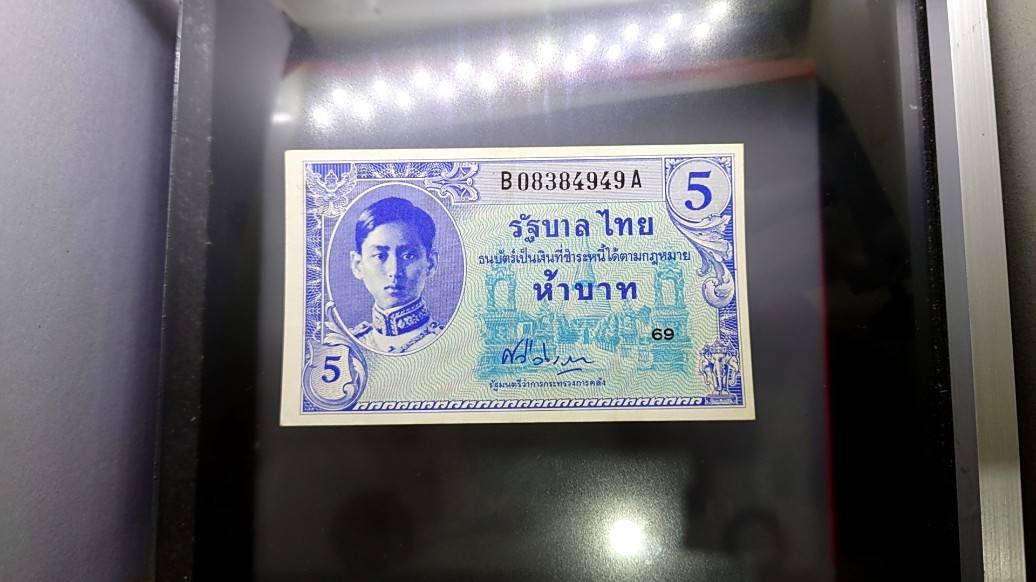 B08384949A
5
รัฐบาลไทย
ธนบัตร์เป็นเงินที่ชำระหนี้ได้ตามกฎหมาย
ห้าบาท
69
5
รัฐมนตรีว่าการกระทรวงการคลัง